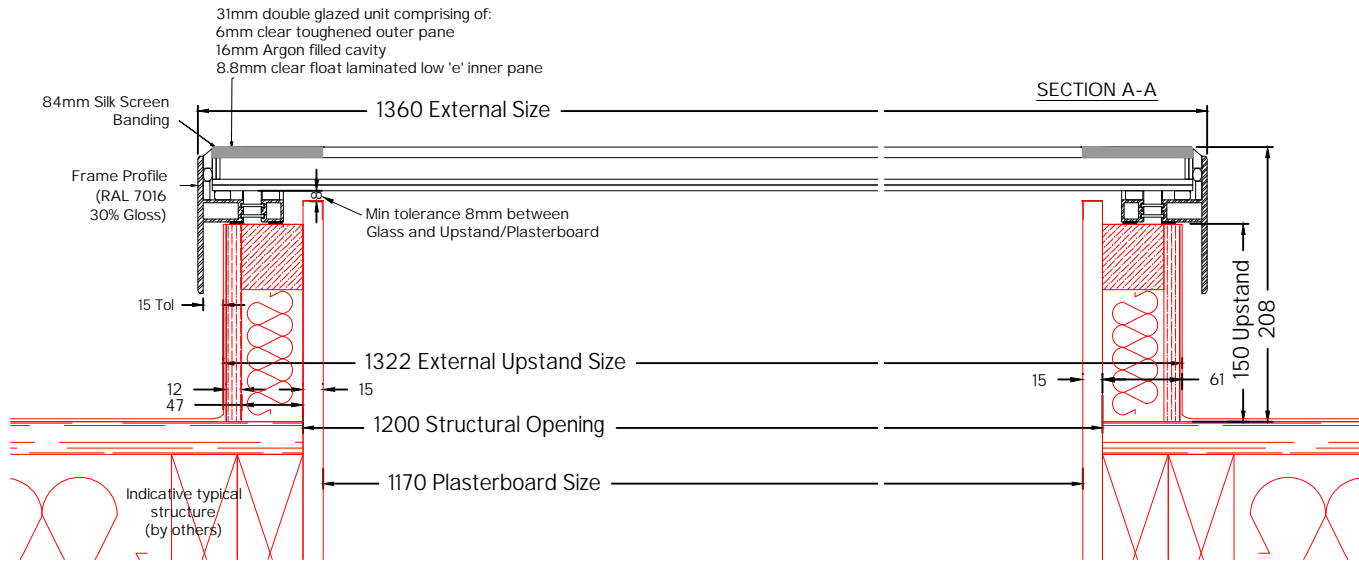 31mm double glazed unit comprising of:
6mm clear toughened outer pane
16mm Argon filled cavity
8.8mm clear float laminated low 'e' inner pane
SECTION A-A
84mm Silk Screen
Banding
1360 External Size
Frame Profile
(RAL 7016
30% Gloss)
8
Min tolerance 8mm between
Glass and Upstand/Plasterboard
15 Tol
150 Upstand
208
1322 External Upstand Size
12
47
15
15
61
1200 Structural Opening
1170 Plasterboard Size
Indicative typical
structure
(by others)